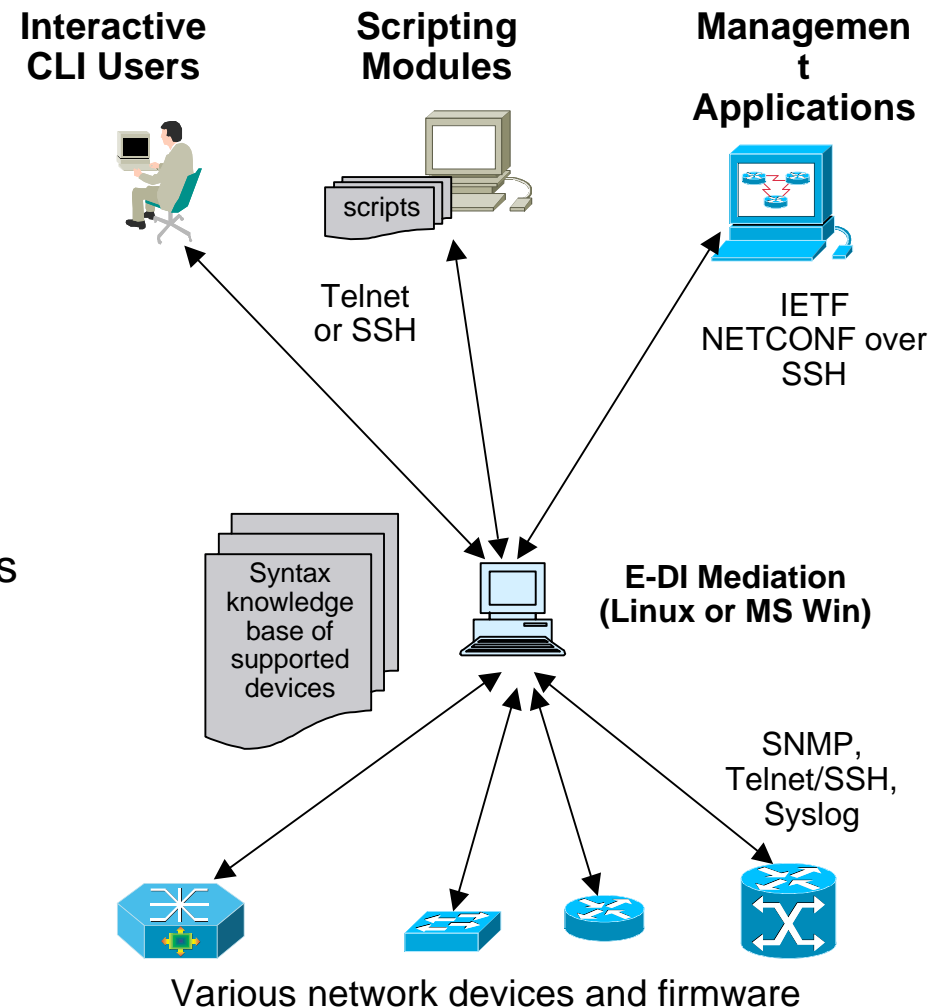 Interactive
CLI Users
Scripting
Modules
Managemen
t
Applications
scripts
Telnet
or SSH
IETF
NETCONF over
SSH
s
Syntax
knowledge
base of
supported
devices
E-DI Mediation
(Linux or MS Win)
SNMP,
Telnet/SSH,
Syslog
Various network devices and firmware